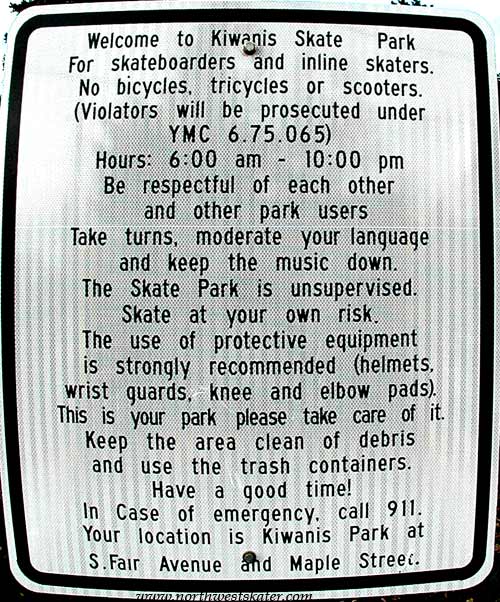 Welcome to Kiwanis Skate Park
For skateboarders and inline skaters.
No bicycles, tricycles or scooters.
(Violators will be prosecuted under
YMC 6.75.065)
Hours: 6:00 am - 10:00 pm
Be respectful of each other
and other park users
Take turns, moderate your language
and keep the music down.
The Skate Park is unsupervised.
Skate at your own risk.
The use of protective equipment
is strongly recommended (helmets,
wrist guards, knee and elbow pads).
This is your park please take care of it.
Keep the area clean of debris
and use the trash containers.
Have a good time!
In Case of emergency, call 911.
Your location is Kiwanis Park at
S.Fair Avenue and Maple Street.
www.northwestskater.com